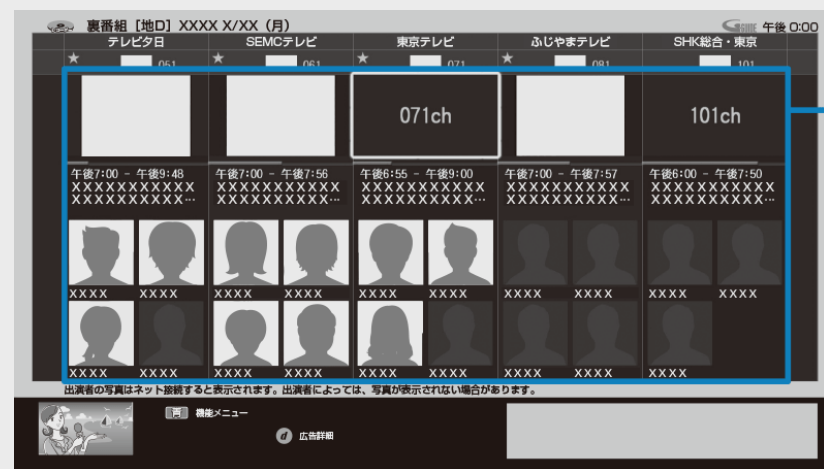 裏番組［地D］XXXX X/XX（月）
午後 0:00
テレビタ日 SEMCテレビ 東京テレビ ふじやまテレビ SHK総合・東京
★ 051 ★ 061 ★ 071 ★ 081 101
071ch 101ch
午後7:00 - 午後9:48 午後7:00 - 午後7:56 午後6:55 - 午後9:00 午後7:00 - 午後7:57 午後6:00 - 午後7:50
XXXXXXXXXXX XXXXXXXXXXX XXXXXXXXXXX XXXXXXXXXXX XXXXXXXXXXX
XXXXXXXXXX… XXXXXXXXXX… XXXXXXXXXX… XXXXXXXXXX… XXXXXXXXXX…
XXXX XXXX XXXX XXXX XXXX XXXX XXXX XXXX XXXX XXXX
XXXX XXXX XXXX XXXX XXXX XXXX XXXX XXXX XXXX
出演者の写真はネット接続すると表示されます。出演者によっては、写真が表示されない場合があります。
機能メニュー
d 広告詳細